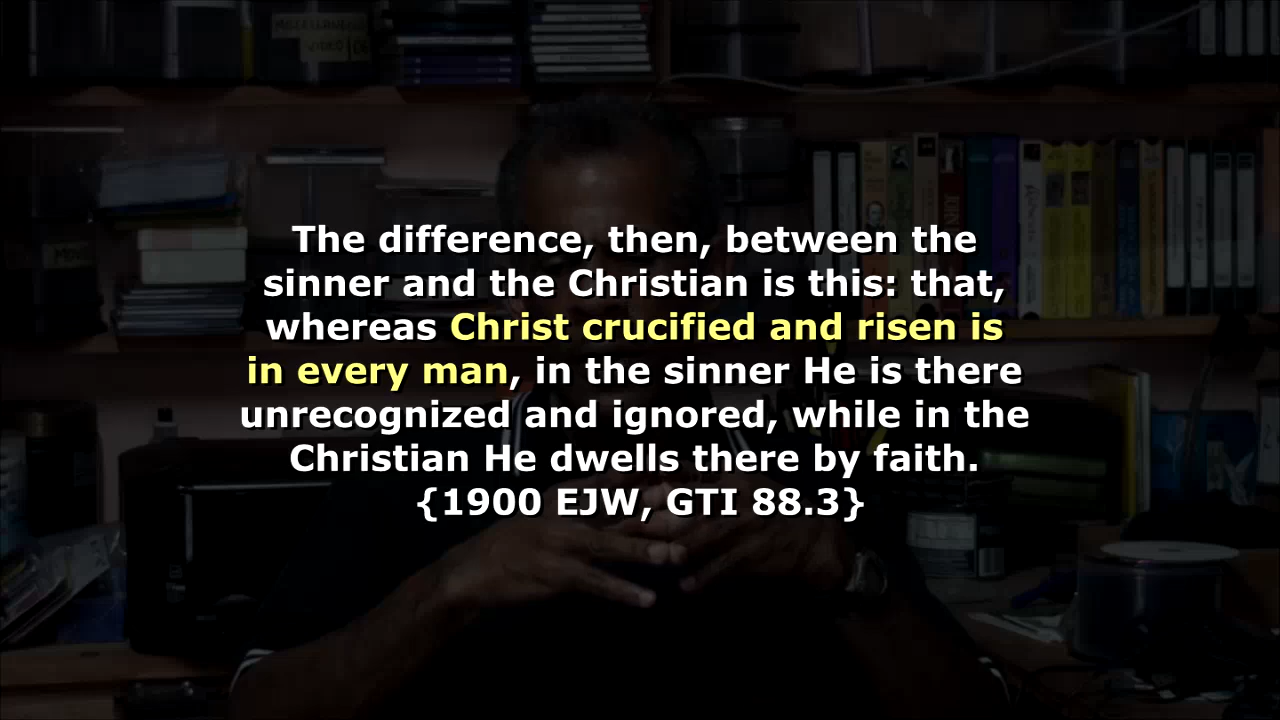 The difference, then, between the
sinner and the Christian is this: that,
whereas Christ crucified and risen is
in every man, in the sinner He is there
unrecognized and ignored, while in the
Christian He dwells there by faith.
{1900 EJW, GTI 88.3}